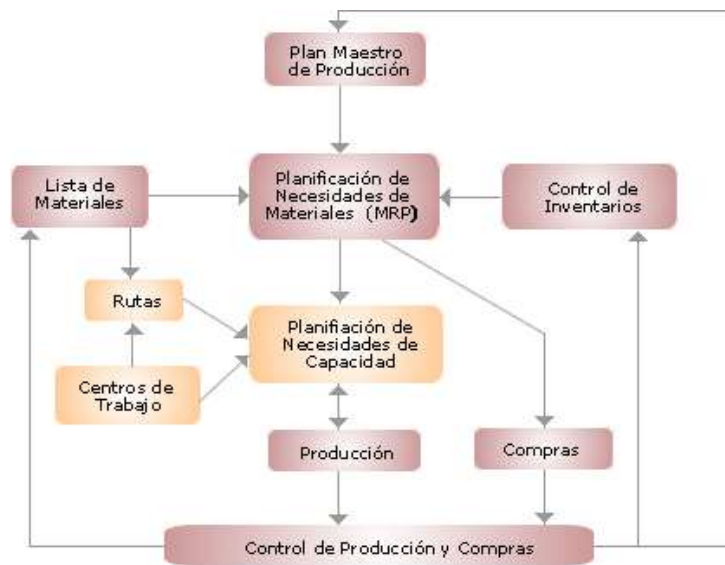 Plan Maestro
de Producción
Lista de
Materiales
Planificación de
Necesidades de
Materiales (MRP)
Control de
Inventarios
Rutas
Planifiación de
Necesidades de
Capacidad
Centros de
Trabajo
Producción
Compras
Control de Producción y Compras